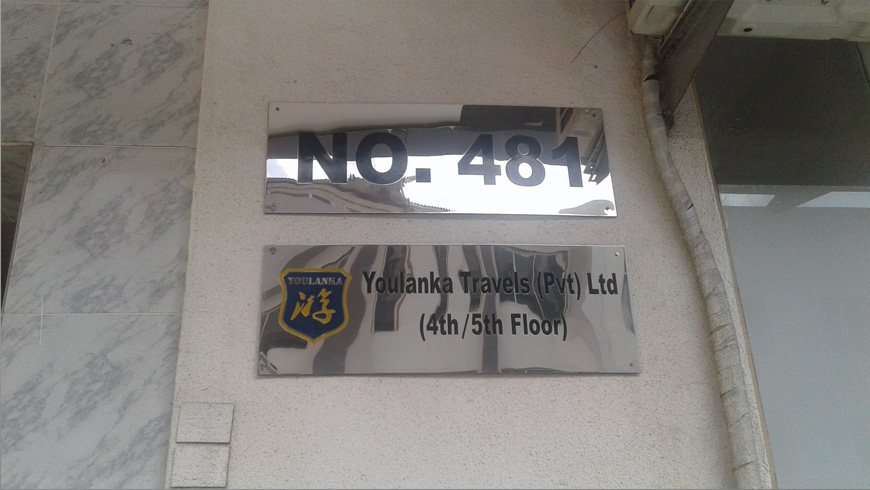 NO. 481
YOULANKA
游
Youlanka Travels (Pvt) Ltd
(4th/5th Floor)